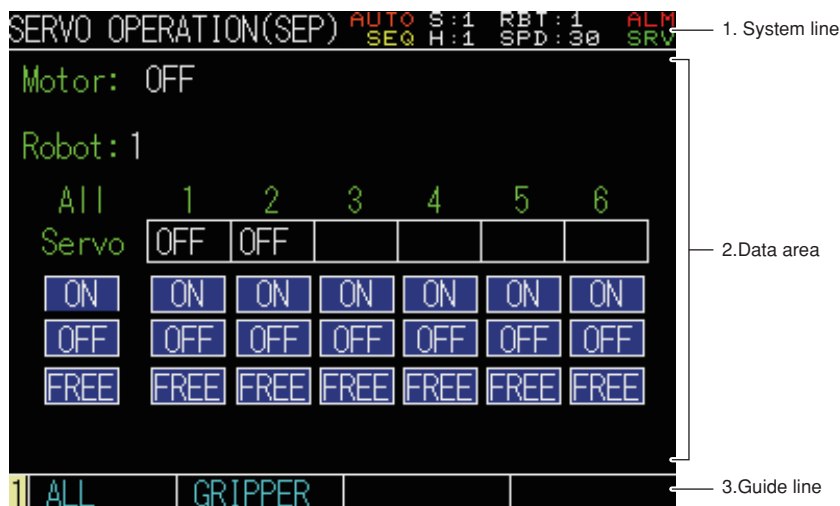 SERVO OPERATION(SEP) AUTO S:1 RBT:1 ALM
SEQ H:1 SPD:30 SRV
1. System line
Motor: OFF
Robot:1
All 1 2 3 4 5 6
Servo OFF OFF
2.Data area
ON ON ON ON ON ON ON
OFF OFF OFF OFF OFF OFF OFF
FREE FREE FREE FREE FREE FREE FREE
1 ALL GRIPPER
3.Guide line